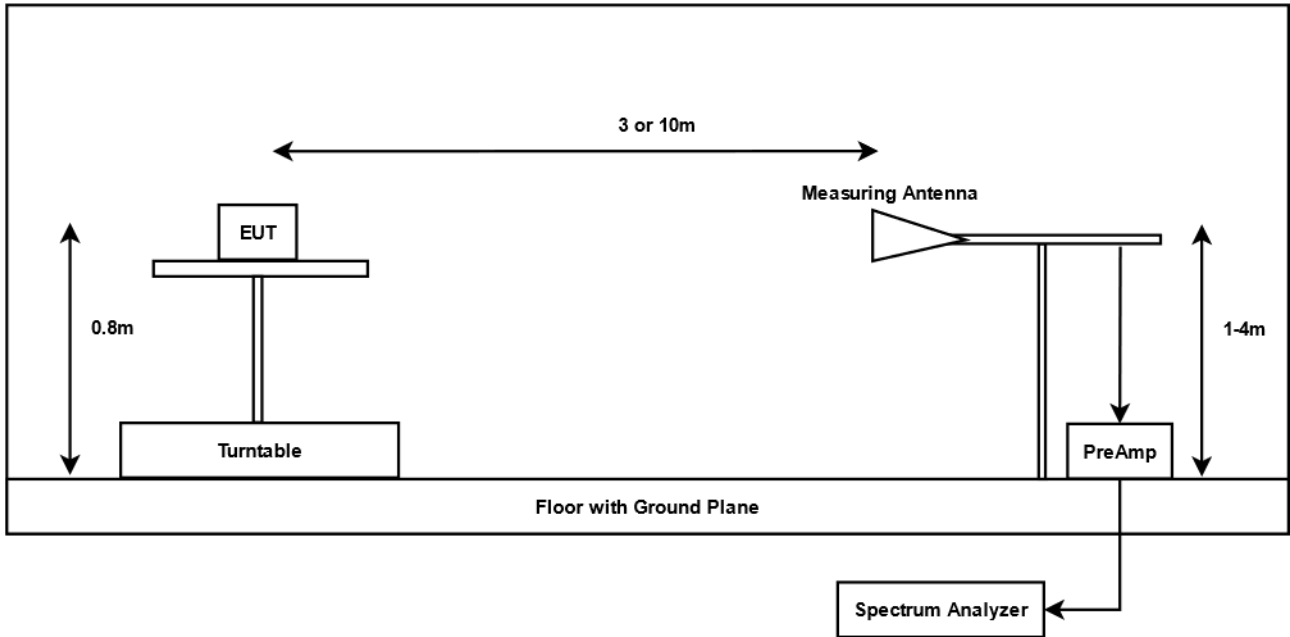 3 or 10m
Measuring Antenna
EUT
0.8m
1-4m
Turntable
PreAmp
Floor with Ground Plane
Spectrum Analyzer